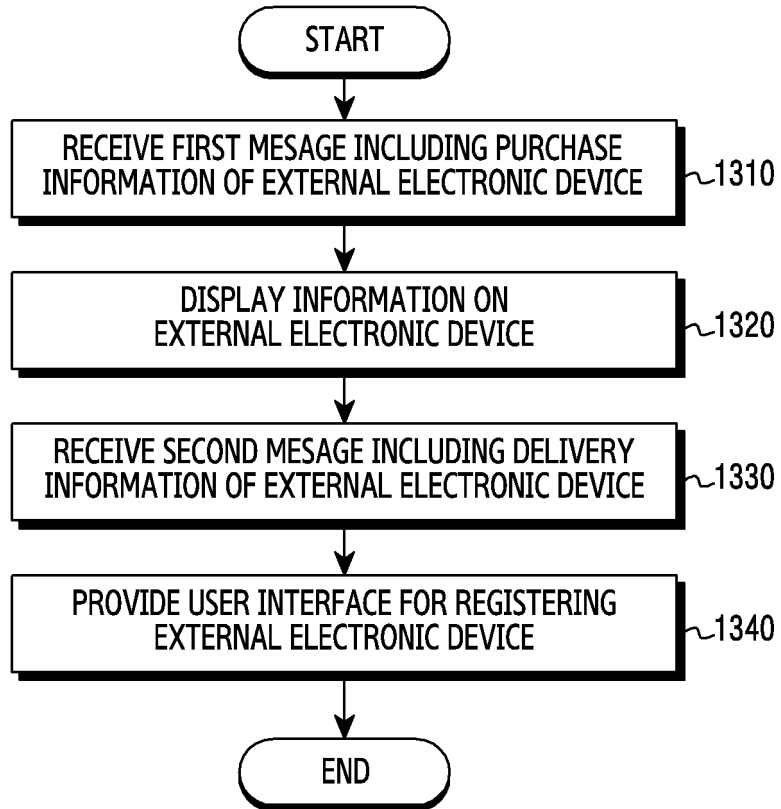 START
RECEIVE FIRST MESAGE INCLUDING PURCHASE
INFORMATION OF EXTERNAL ELECTRONIC DEVICE
1310
DISPLAY INFORMATION ON
EXTERNAL ELECTRONIC DEVICE
1320
RECEIVE SECOND MESAGE INCLUDING DELIVERY
INFORMATION OF EXTERNAL ELECTRONIC DEVICE
1330
PROVIDE USER INTERFACE FOR REGISTERING
EXTERNAL ELECTRONIC DEVICE
1340
END